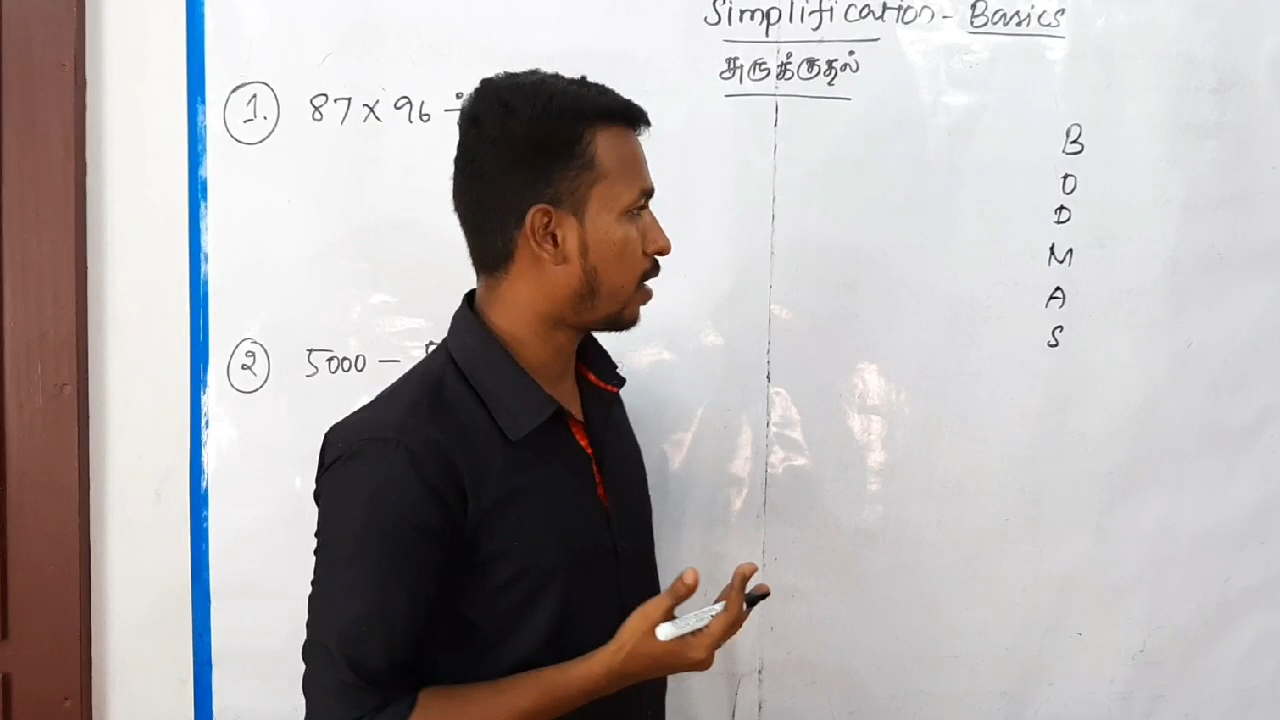 Simplification - Basics
சுருக்குதல்
1. 87 x 96 ÷
2 5000 -
B
O
D
M
A
S